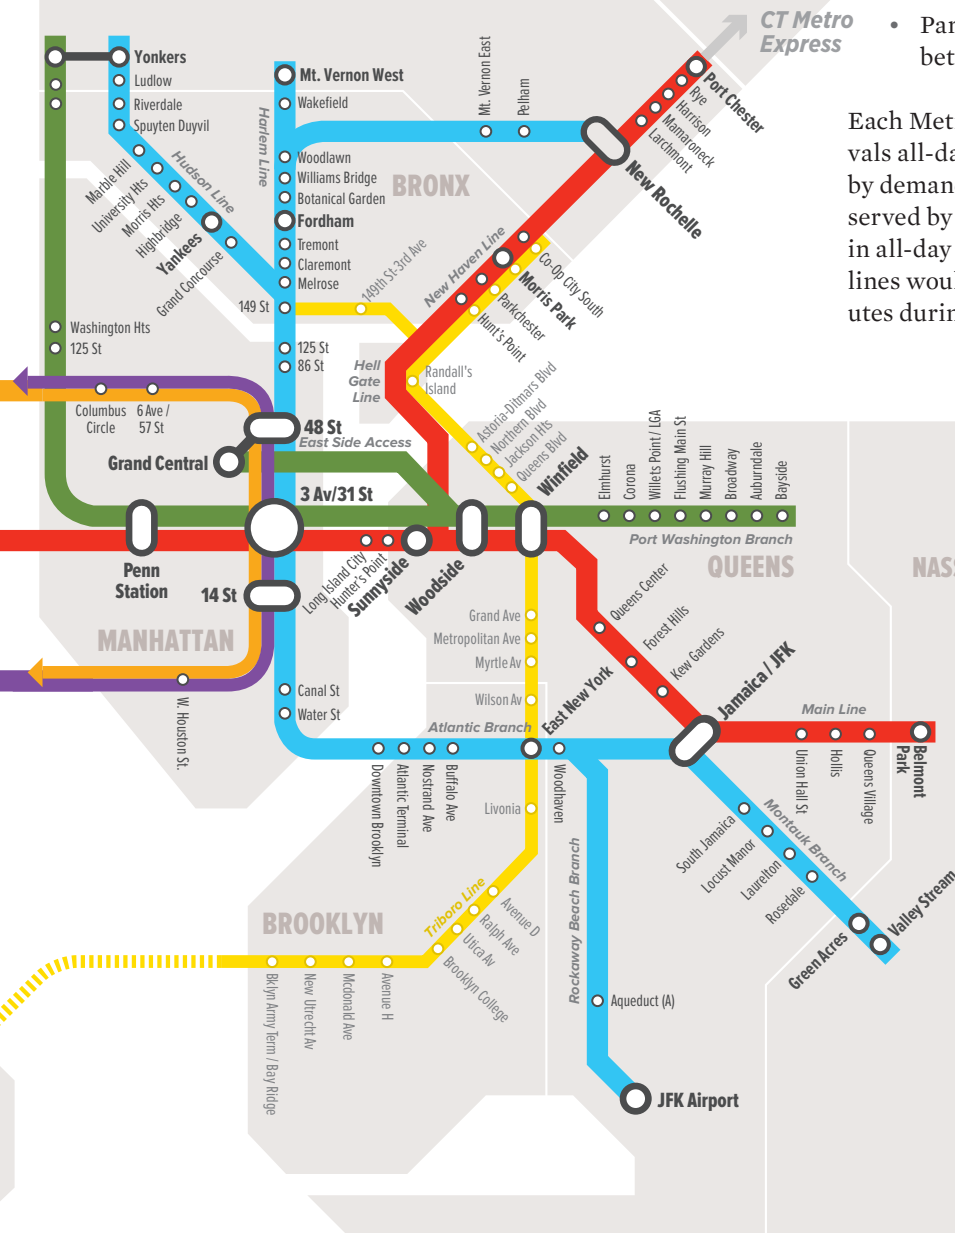 CT Metro
Express
• Par
bet
Each Met
vals all-da
by deman
served by
in all-day
lines wou
utes durin
Yonkers
Ludlow
Riverdale
Spuyten Duyvil
Marble Hill
University Hts
Morris Hts
Highbridge
Yankees
Grand Concourse
Hudson Line
Harlem Line
Mt. Vernon West
Wakefield
Woodlawn
Williams Bridge
Botanical Garden
Fordham
Tremont
Claremont
Melrose
149 St
149th St-3rd Ave
125 St
86 St
Mt. Vernon East
Pelham
BRONX
Port Chester
Rye
Harrison
Mamaroneck
Larchmont
New Rochelle
New Haven Line
Co-Op City South
Morris Park
Parkchester
Hunt's Point
Washington Hts
125 St
Hell
Gate
Line
Randall's
Island
Columbus
Circle
6 Ave /
57 St
48 St
East Side Access
Grand Central
Astoria-Ditmars Blvd
Northern Blvd
Jackson Hts
Queens Blvd
Winfield
Elmhurst
Corona
Willets Point/ LGA
Flushing Main St
Murray Hill
Broadway
Auburndale
Bayside
Port Washington Branch
QUEENS
NASS
3 Av/31 St
Penn
Station
Long Island City
Hunter's Point
Sunnyside
Woodside
14 St
MANHATTAN
W. Houston St.
Canal St
Water St
Grand Ave
Metropolitan Ave
Myrtle Av
Wilson Av
Atlantic Branch
East New York
Queens Center
Forest Hills
Kew Gardens
Jamaica / JFK
Main Line
Union Hall St
Hollis
Queens Village
Belmont
Park
Downtown Brooklyn
Atlantic Terminal
Nostrand Ave
Buffalo Ave
Woodhaven
Livonia
South Jamaica
Locust Manor
Laurelton
Rosedale
Montauk Branch
Green Acres
Valley Stream
BROOKLYN
Triboro Line
Avenue D
Ralph Ave
Utica Av
Brooklyn College
Avenue H
Mcdonald Ave
New Utrecht Av
Bklyn Army Term / Bay Ridge
Rockaway Beach Branch
Aqueduct (A)
JFK Airport